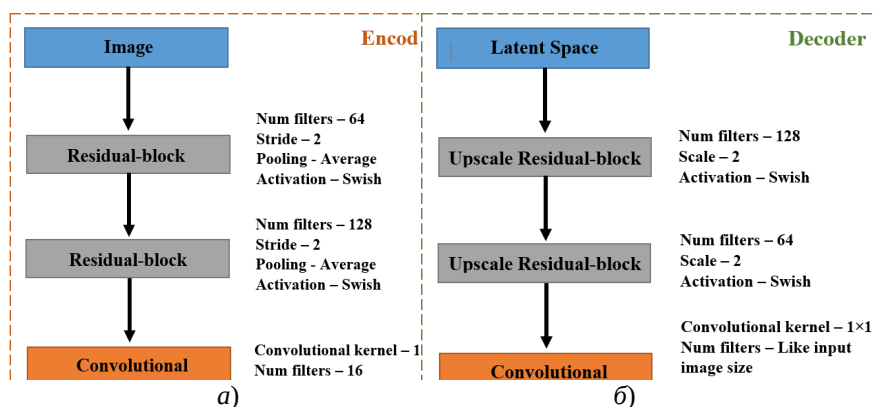 Image
Encod
Num filters – 64
Stride – 2
Pooling - Average
Activation – Swish
Residual-block
Num filters – 128
Stride – 2
Pooling - Average
Activation – Swish
Residual-block
Convolutional kernel – 1
Num filters – 16
Convolutional
а)
Latent Space
Decoder
Num filters – 128
Scale – 2
Activation – Swish
Upscale Residual-block
Num filters – 64
Scale – 2
Activation – Swish
Upscale Residual-block
Convolutional kernel – 1×1
Num filters – Like input
image size
Convolutional
б)